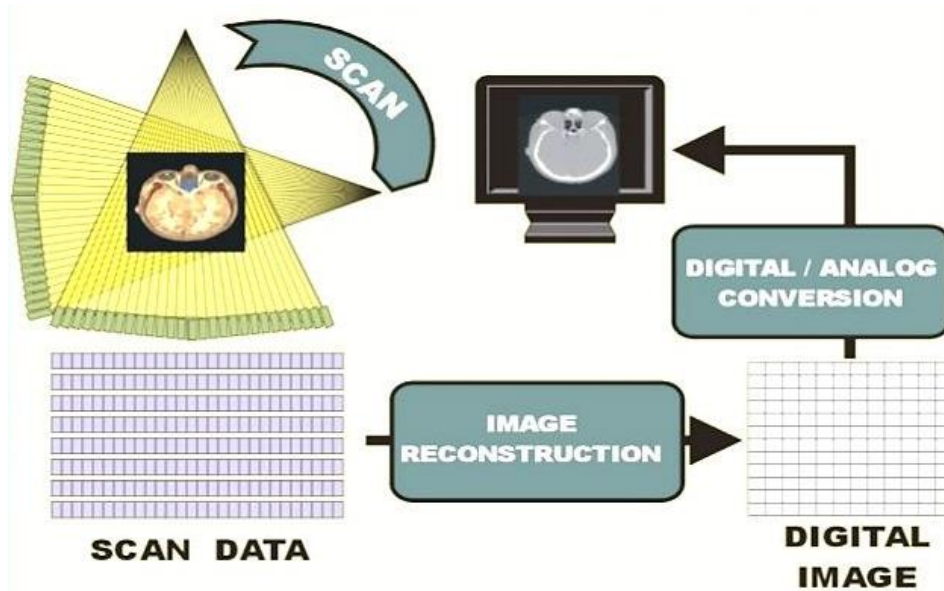 SCAN
DIGITAL / ANALOG
CONVERSION
IMAGE
RECONSTRUCTION
SCAN DATA
DIGITAL
IMAGE